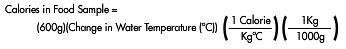 Calories in Food Sample =
(600g)(Change in Water Temperature (°C)) ( 1 Calorie / Kg°C ) ( 1Kg / 1000g )